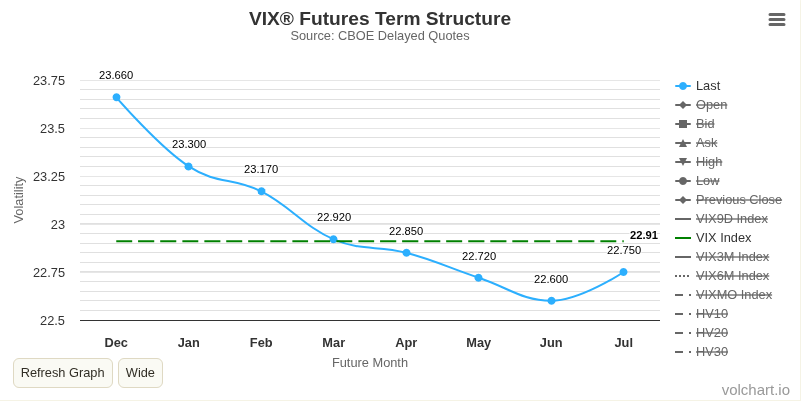 VIX® Futures Term Structure
Source: CBOE Delayed Quotes
Volatility
23.75
23.5
23.25
23
22.75
22.5
23.660
23.300
23.170
22.920
22.850
22.720
22.600
22.91
22.750
Dec Jan Feb Mar Apr May Jun Jul
Future Month
Last
Open
Bid
Ask
High
Low
Previous Close
VIX9D Index
VIX Index
VIX3M Index
VIX6M Index
VIXMO Index
HV10
HV20
HV30
Refresh Graph Wide
volchart.io